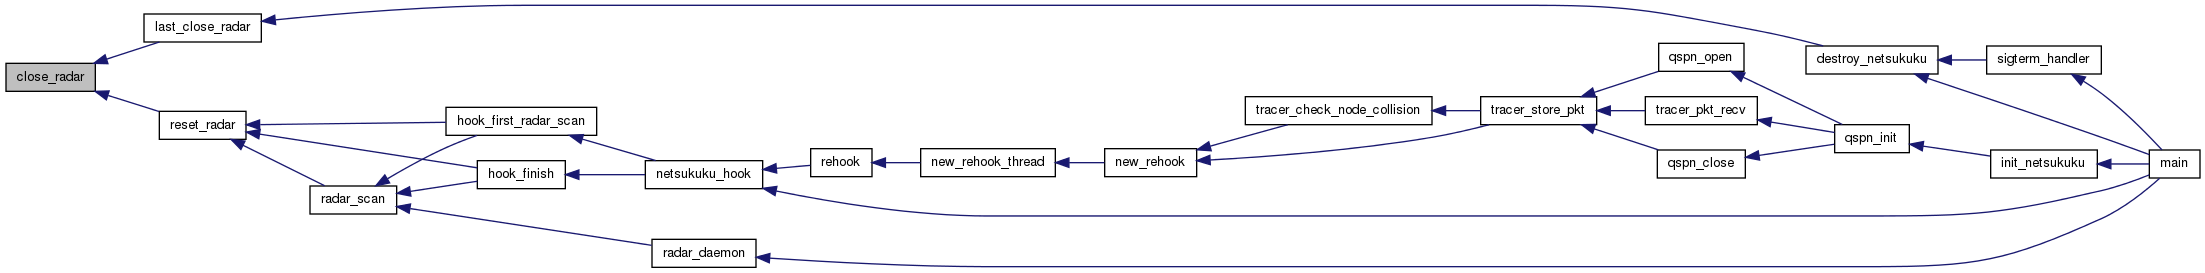 close_radar
last_close_radar
reset_radar
hook_first_radar_scan
hook_finish
radar_scan
netsukuku_hook
radar_daemon
rehook
new_rehook_thread
new_rehook
tracer_check_node_collision
tracer_store_pkt
qspn_open
tracer_pkt_recv
qspn_close
destroy_netsukuku
qspn_init
sigterm_handler
init_netsukuku
main